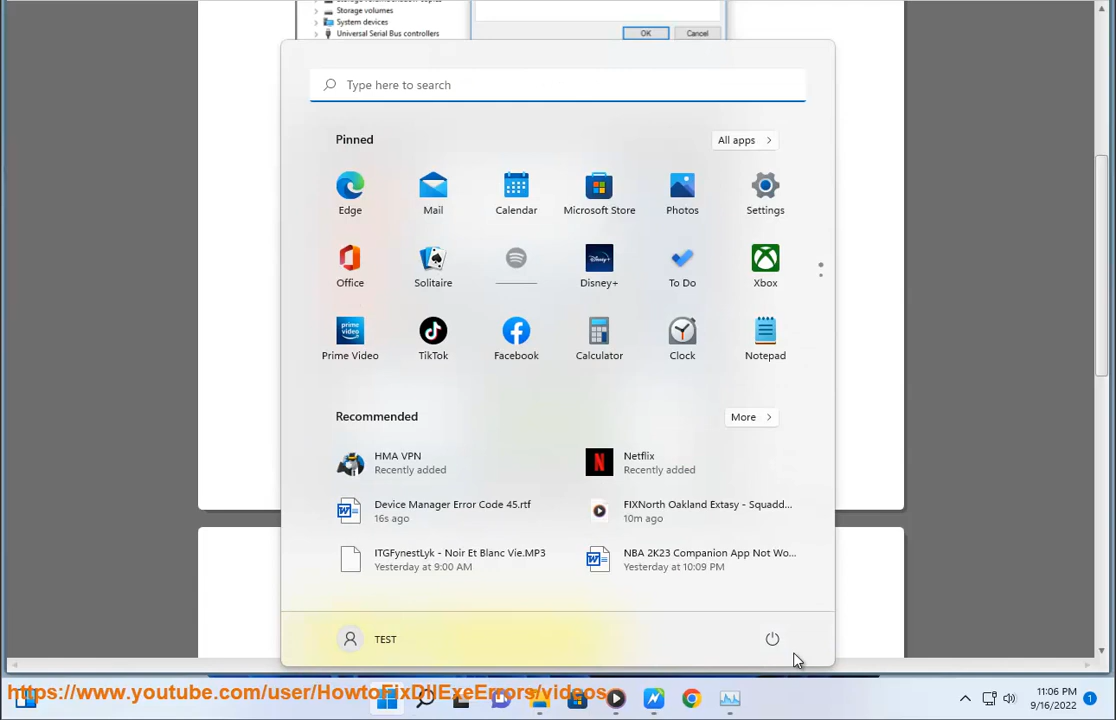 Storage volumes
System devices
Universal Serial Bus controllers
OK Cancel
Type here to search
Pinned
All apps
Edge Mail Calendar Microsoft Store Photos Settings
Office Solitaire Disney+ To Do Xbox
prime video
Prime Video TikTok Facebook Calculator Clock Notepad
Recommended
More
HMA VPN
Recently added
Netflix
Recently added
Device Manager Error Code 45.rtf
16s ago
FIXNorth Oakland Extasy - Squadd...
10m ago
ITGFynestLyk - Noir Et Blanc Vie.MP3
Yesterday at 9:00 AM
NBA 2K23 Companion App Not Wo...
Yesterday at 10:09 PM
TEST
https://www.youtube.com/user/HowtoFixDllExeErrors/videos
11:06 PM
9/16/2022
1